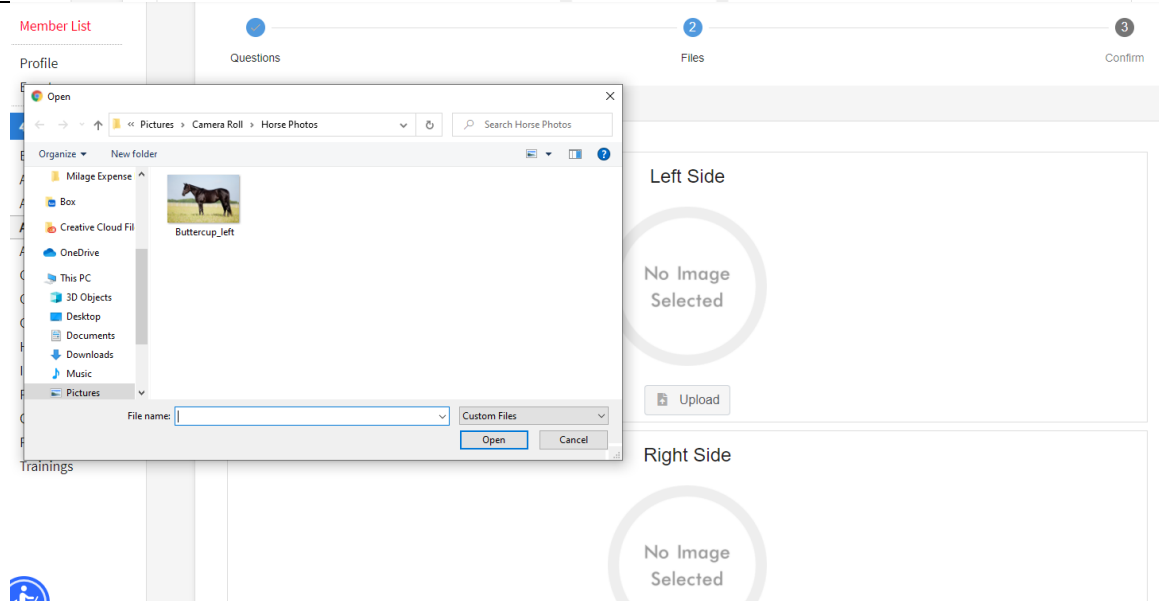 Member List
2
3
Questions
Files
Confirm
Profile
Open
« Pictures › Camera Roll › Horse Photos
Search Horse Photos
Organize
New folder
?
Milage Expense
Box
Creative Cloud Fil
OneDrive
This PC
3D Objects
Desktop
Documents
Downloads
Music
Pictures
Buttercup_left
File name:
Custom Files
Open
Cancel
Left Side
No Image
Selected
Upload
Right Side
No Image
Selected
Trainings